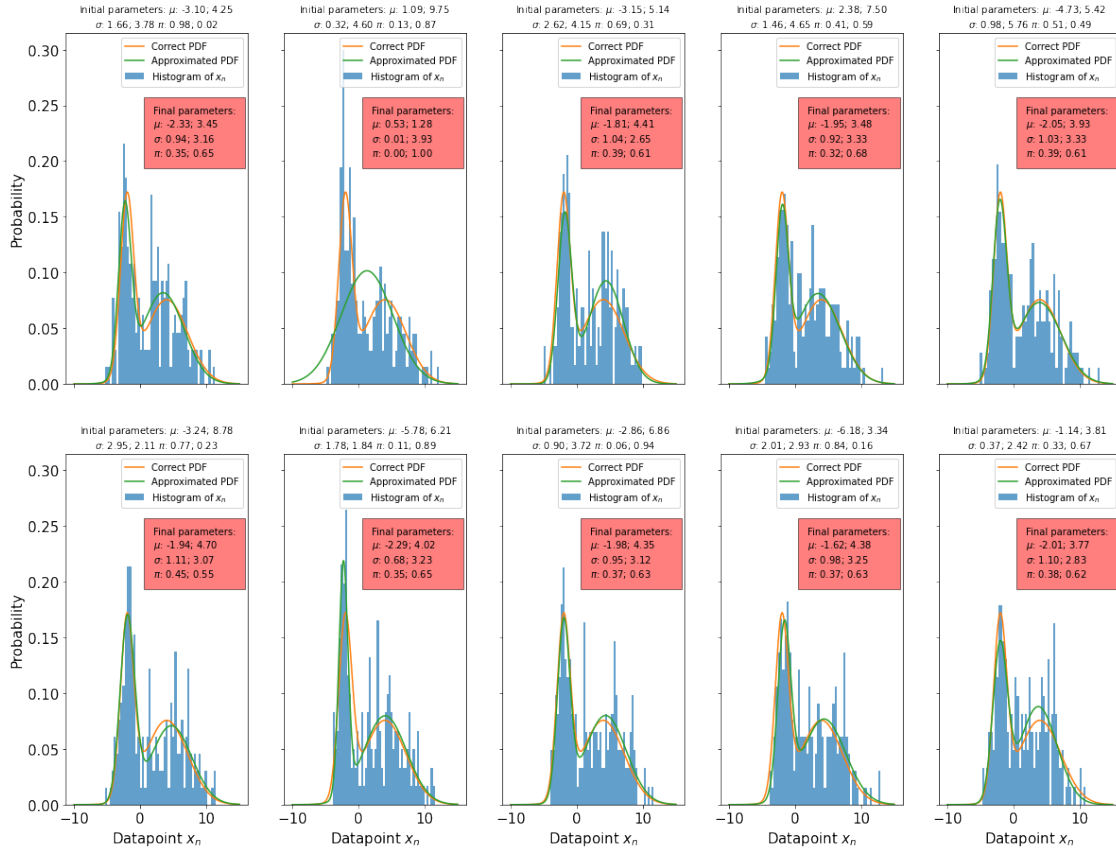 Initial parameters: μ: -3.10; 4.25
σ: 1.66; 3.78 π: 0.98; 0.02
Initial parameters: μ: 1.09; 9.75
σ: 0.32; 4.60 π: 0.13; 0.87
Initial parameters: μ: -3.15; 5.14
σ: 2.62; 4.15 π: 0.69; 0.31
Initial parameters: μ: 2.38; 7.50
σ: 1.46; 4.65 π: 0.41; 0.59
Initial parameters: μ: -4.73; 5.42
σ: 0.98; 5.76 π: 0.51; 0.49
Probability
0.30
0.25
0.20
0.15
0.10
0.05
0.00
Correct PDF
Approximated PDF
Histogram of xₙ
Final parameters:
μ: -2.33; 3.45
σ: 0.94; 3.16
π: 0.35; 0.65
Correct PDF
Approximated PDF
Histogram of xₙ
Final parameters:
μ: 0.53; 1.28
σ: 0.01; 3.93
π: 0.00; 1.00
Correct PDF
Approximated PDF
Histogram of xₙ
Final parameters:
μ: -1.81; 4.41
σ: 1.04; 2.65
π: 0.39; 0.61
Correct PDF
Approximated PDF
Histogram of xₙ
Final parameters:
μ: -1.95; 3.48
σ: 0.92; 3.33
π: 0.32; 0.68
Correct PDF
Approximated PDF
Histogram of xₙ
Final parameters:
μ: -2.05; 3.93
σ: 1.03; 3.33
π: 0.39; 0.61
-10 0 10
-10 0 10
-10 0 10
-10 0 10
-10 0 10
Initial parameters: μ: -3.24; 8.78
σ: 2.95; 2.11 π: 0.77; 0.23
Initial parameters: μ: -5.78; 6.21
σ: 1.78; 1.84 π: 0.11; 0.89
Initial parameters: μ: -2.86; 6.86
σ: 0.90; 3.72 π: 0.06; 0.94
Initial parameters: μ: -6.18; 3.34
σ: 2.01; 2.93 π: 0.84; 0.16
Initial parameters: μ: -1.14; 3.81
σ: 0.37; 2.42 π: 0.33; 0.67
Probability
0.30
0.25
0.20
0.15
0.10
0.05
0.00
Correct PDF
Approximated PDF
Histogram of xₙ
Final parameters:
μ: -1.94; 4.70
σ: 1.11; 3.07
π: 0.45; 0.55
Correct PDF
Approximated PDF
Histogram of xₙ
Final parameters:
μ: -2.29; 4.02
σ: 0.68; 3.23
π: 0.35; 0.65
Correct PDF
Approximated PDF
Histogram of xₙ
Final parameters:
μ: -1.98; 4.35
σ: 0.95; 3.12
π: 0.37; 0.63
Correct PDF
Approximated PDF
Histogram of xₙ
Final parameters:
μ: -1.62; 4.38
σ: 0.98; 3.25
π: 0.37; 0.63
Correct PDF
Approximated PDF
Histogram of xₙ
Final parameters:
μ: -2.01; 3.77
σ: 1.10; 2.83
π: 0.38; 0.62
−10 0 10
−10 0 10
−10 0 10
−10 0 10
−10 0 10
Datapoint xₙ
Datapoint xₙ
Datapoint xₙ
Datapoint xₙ
Datapoint xₙ